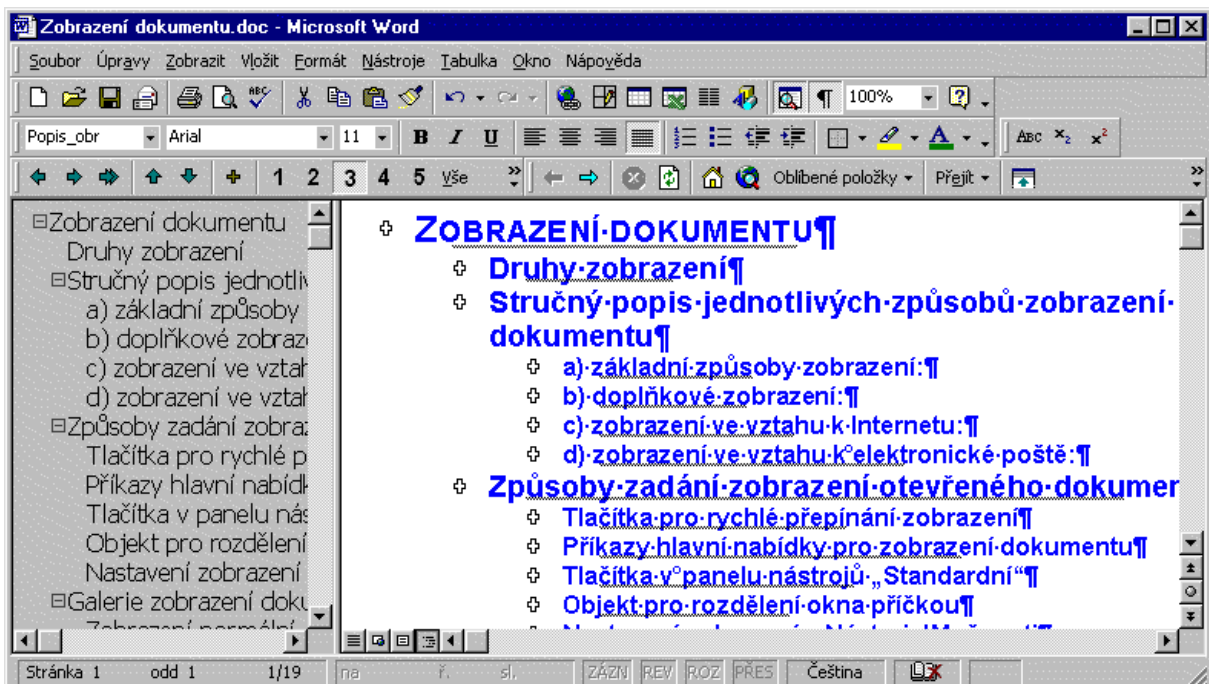 Zobrazení dokumentu.doc - Microsoft Word
Soubor Úpravy Zobrazit Vložit Formát Nástroje Tabulka Okno Nápověda
ABC 100%
Popis_obr Arial 11 B I U A ABC x₂ x²
1 2 3 4 5 Vše Oblíbené položky Přejít
Zobrazení dokumentu
Druhy zobrazení
Stručný popis jednotliv
a) základní způsoby
b) doplňkové zobraz
c) zobrazení ve vztah
d) zobrazení ve vztah
Způsoby zadání zobraz
Tlačítka pro rychlé p
Příkazy hlavní nabídk
Tlačítka v panelu nás
Objekt pro rozdělení
Nastavení zobrazení
Galerie zobrazení doku
Zobrazení normální
ZOBRAZENÍ·DOKUMENTU¶
Druhy·zobrazení¶
Stručný·popis·jednotlivých·způsobů·zobrazení·
dokumentu¶
a)·základní·způsoby·zobrazení:¶
b)·doplňkové·zobrazení:¶
c)·zobrazení·ve·vztahu·k·Internetu:¶
d)·zobrazení·ve·vztahu·k°elektronické·poště:¶
Způsoby·zadání·zobrazení·otevřeného·dokumen
Tlačítka·pro·rychlé·přepínání·zobrazení¶
Příkazy·hlavní·nabídky·pro·zobrazení·dokumentu¶
Tlačítka·v°panelu·nástrojů·„Standardní“¶
Objekt·pro·rozdělení·okna·příčkou¶
Stránka 1 odd 1 1/19 na ř. sl. ZÁZN REV ROZ PŘES Čeština